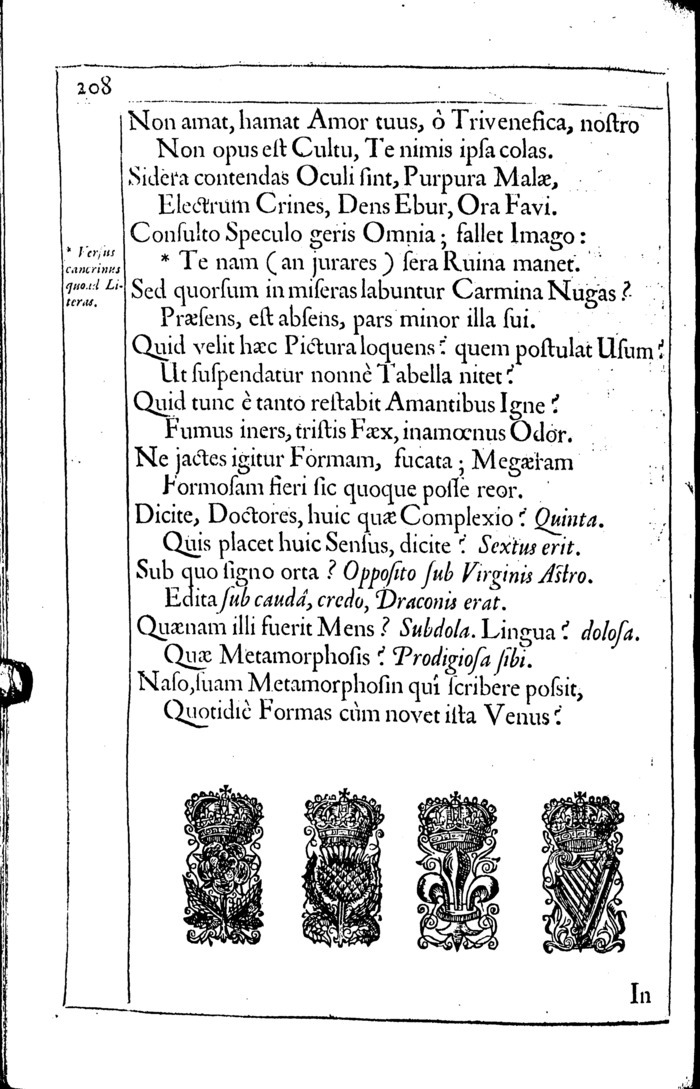 208
Non amat, hamat Amor tuus, ò Trivenefica, noſtro
Non opus eſt Cultu, Te nimis ipſa colas.
Sidera contendas Oculi ſint, Purpura Malæ,
Electrum Crines, Dens Ebur, Ora Favi.
Conſulto Speculo geris Omnia; fallet Imago:
* Te nam (an jurares) ſera Ruina manet.
* Verſus
cancrinus
quoad Li-
teras.
Sed quorſum in miſeras labuntur Carmina Nugas?
Præſens, eſt abſens, pars minor illa ſui.
Quid velit hæc Pictura loquens? quem poſtulat Uſum?
Ut ſuſpendatur nonnè Tabella nitet?
Quid tunc è tanto reſtabit Amantibus Igne?
Fumus iners, triſtis Fæx, inamœnus Odor.
Ne jactes igitur Formam, fucata; Megæram
Formoſam fieri ſic quoque poſſe reor.
Dicite, Doctores, huic quæ Complexio? Quinta.
Quis placet huic Senſus, dicite? Sextus erit.
Sub quo ſigno orta? Oppoſito ſub Virginis Aſtro.
Edita ſub caudâ, credo, Draconis erat.
Quænam illi fuerit Mens? Subdola. Lingua? doloſa.
Quæ Metamorphoſis? Prodigioſa ſibi.
Naſo, ſuam Metamorphoſin quî ſcribere poſsit,
Quotidiè Formas cùm novet iſta Venus?
In